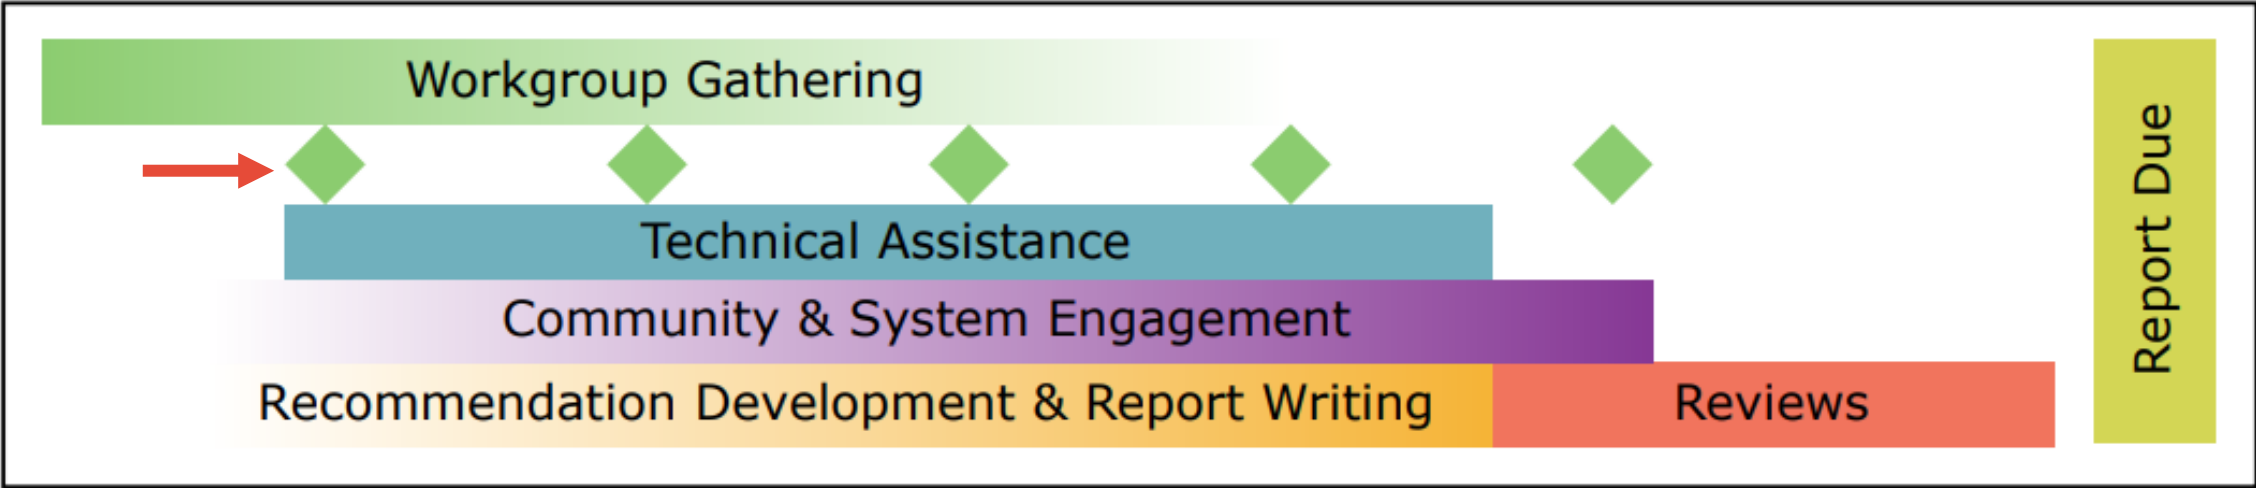 Workgroup Gathering
Technical Assistance
Community & System Engagement
Recommendation Development & Report Writing
Reviews
Report Due